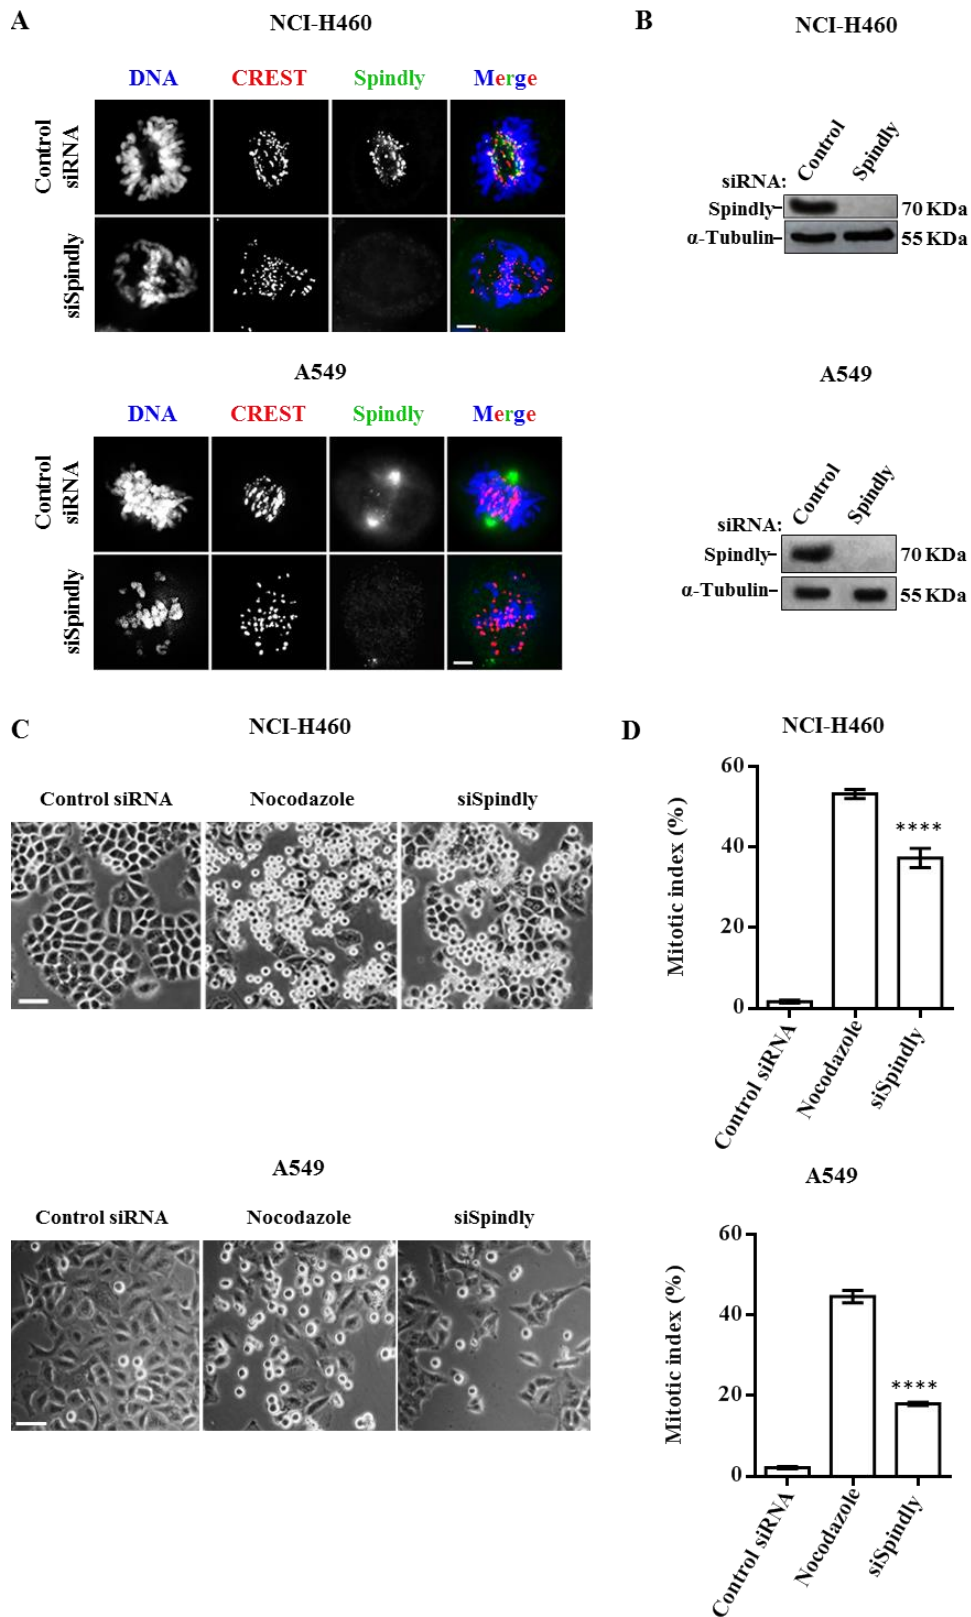 A
NCI-H460
DNA CREST Spindly Merge
Control siRNA
siSpindly
A549
DNA CREST Spindly Merge
Control siRNA
siSpindly
B
NCI-H460
siRNA: Control Spindly
Spindly– 70 KDa
α-Tubulin– 55 KDa
A549
siRNA: Control Spindly
Spindly– 70 KDa
α-Tubulin– 55 KDa
C
NCI-H460
Control siRNA Nocodazole siSpindly
A549
Control siRNA Nocodazole siSpindly
D
NCI-H460
Mitotic index (%)
60
40
20
0
****
Control siRNA Nocodazole siSpindly
A549
Mitotic index (%)
60
40
20
0
****
Control siRNA Nocodazole siSpindly